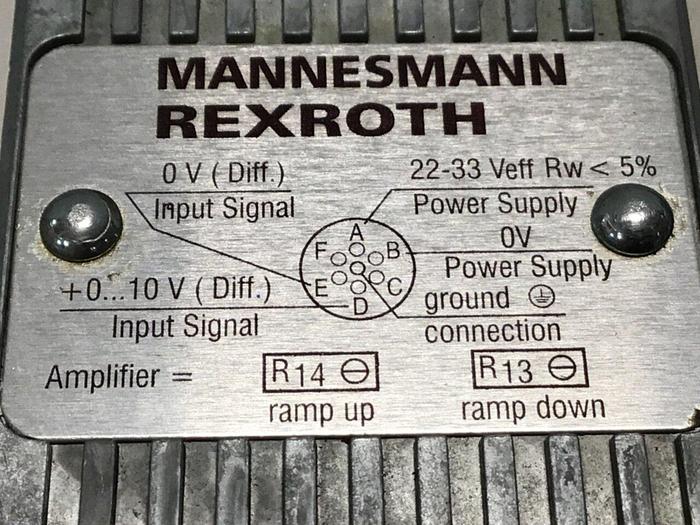 MANNESMANN
REXROTH
0 V ( Diff.)
Input Signal
22-33 Veff Rw < 5%
Power Supply
0V
Power Supply
A
F
B
E
C
D
+0...10 V ( Diff.)
Input Signal
ground ⏚
connection
Amplifier =
R14 ⊖
ramp up
R13 ⊖
ramp down